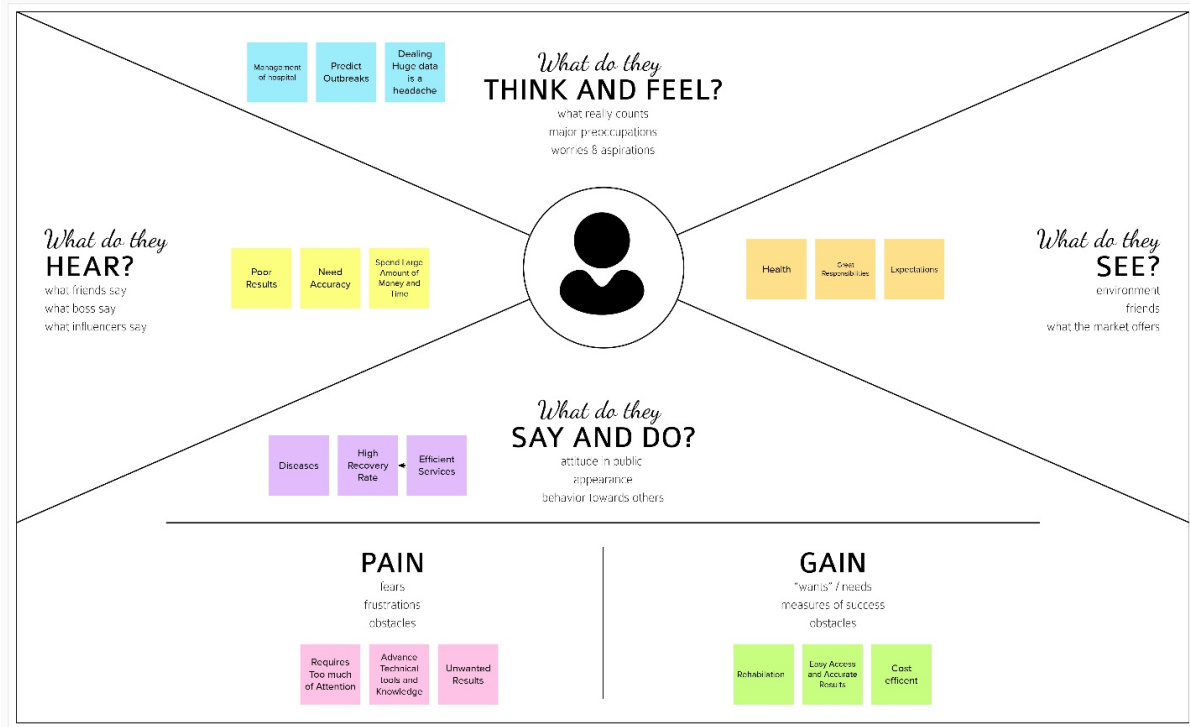 Management
of hospital
Predict
Outbreaks
Dealing
Huge data
is a
headache
What do they
THINK AND FEEL?
what really counts
major preoccupations
worries & aspirations
What do they
HEAR?
what friends say
what boss say
what influencers say
Poor
Results
Need
Accuracy
Spend Large
Amount of
Money and
Time
Health
Great
Responsibilities
Expectations
What do they
SEE?
environment
friends
what the market offers
What do they
SAY AND DO?
attitude in public
appearance
behavior towards others
Diseases
High
Recovery
Rate
Efficient
Services
PAIN
fears
frustrations
obstacles
Requires
Too much
of Attention
Advance
Technical
tools and
Knowledge
Unwanted
Results
GAIN
"wants" / needs
measures of success
obstacles
Rehabiliation
Easy Access
and Accurate
Results
Cost
efficent